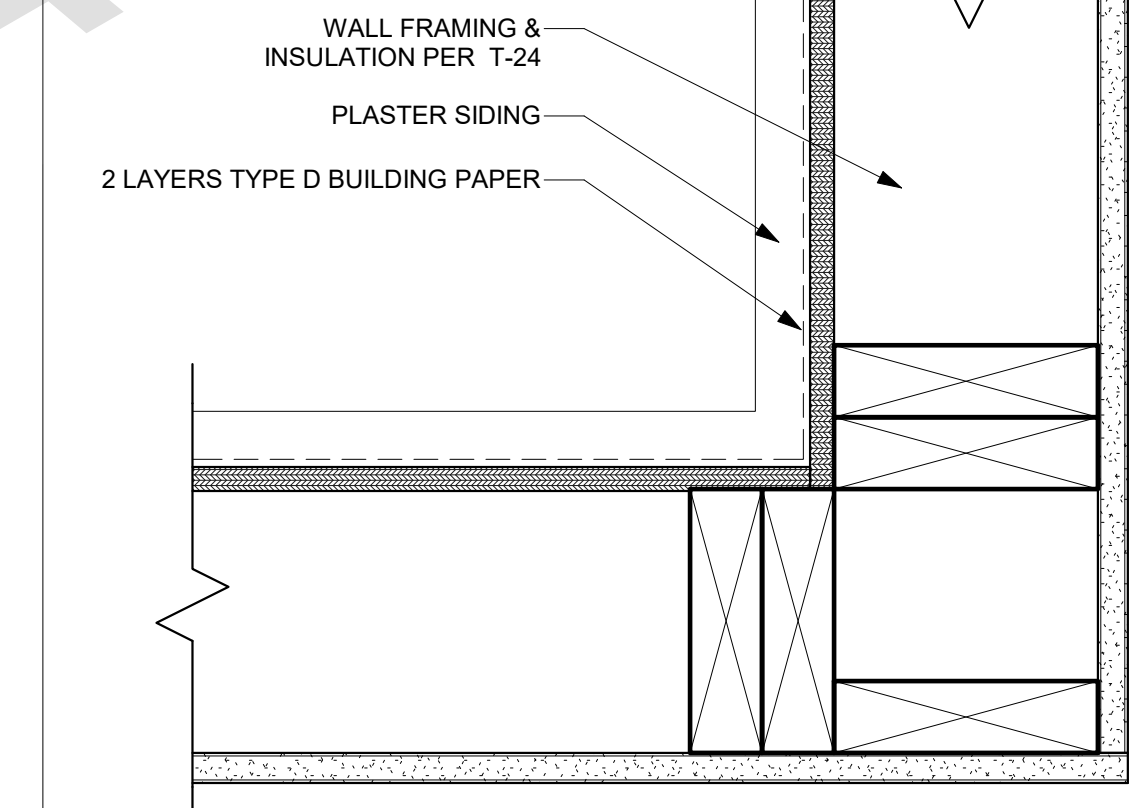 WALL FRAMING &
INSULATION PER T-24
PLASTER SIDING
2 LAYERS TYPE D BUILDING PAPER